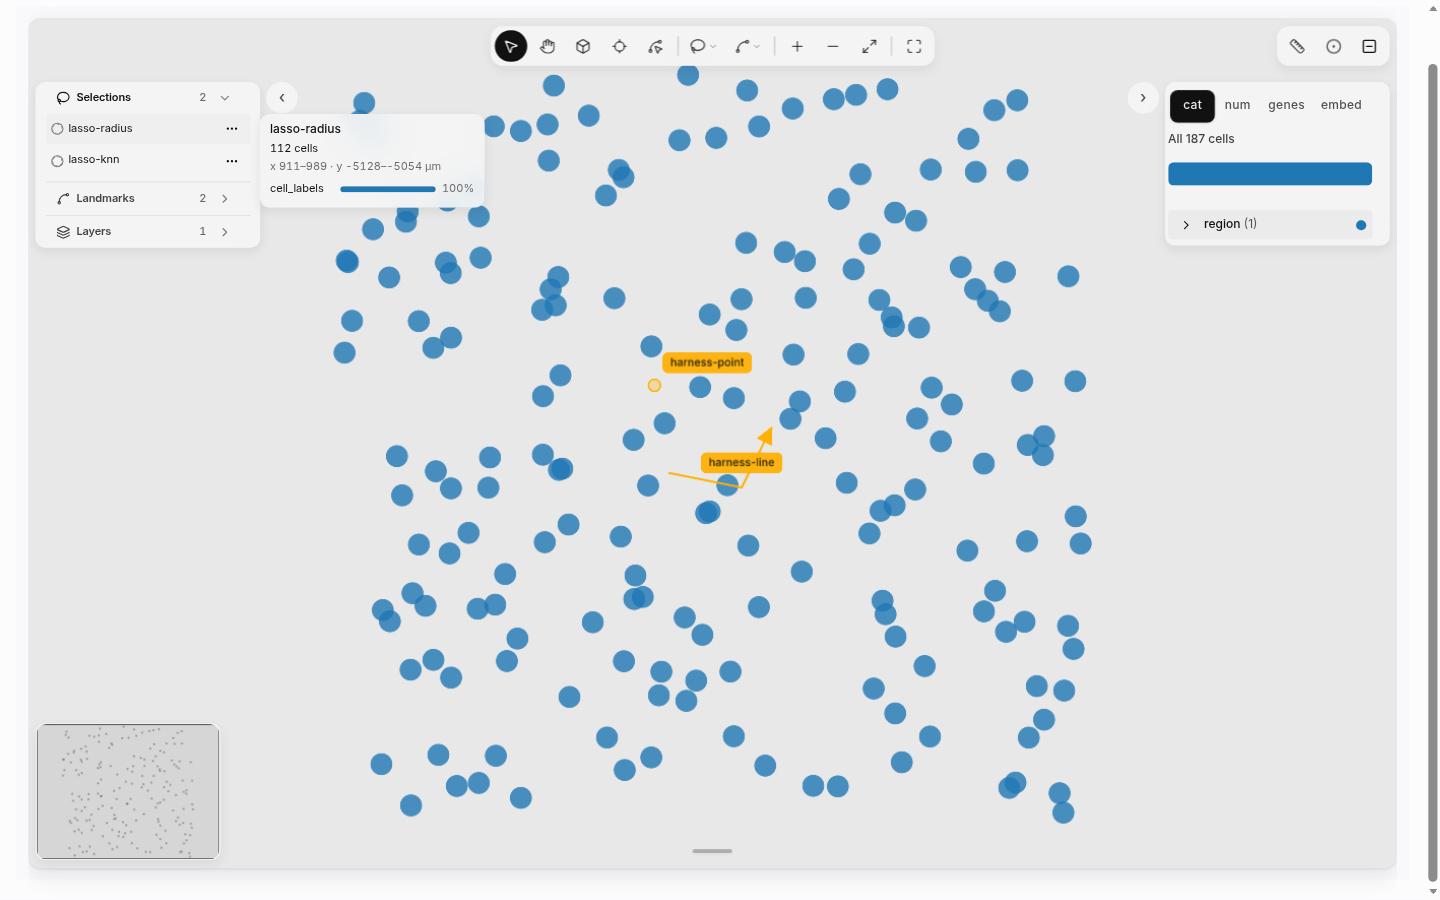 Selections 2
lasso-radius
lasso-knn
Landmarks 2
Layers 1
lasso-radius
112 cells
x 911–989 · y -5128–-5054 μm
cell_labels 100%
harness-point
harness-line
cat num genes embed
All 187 cells
region (1)